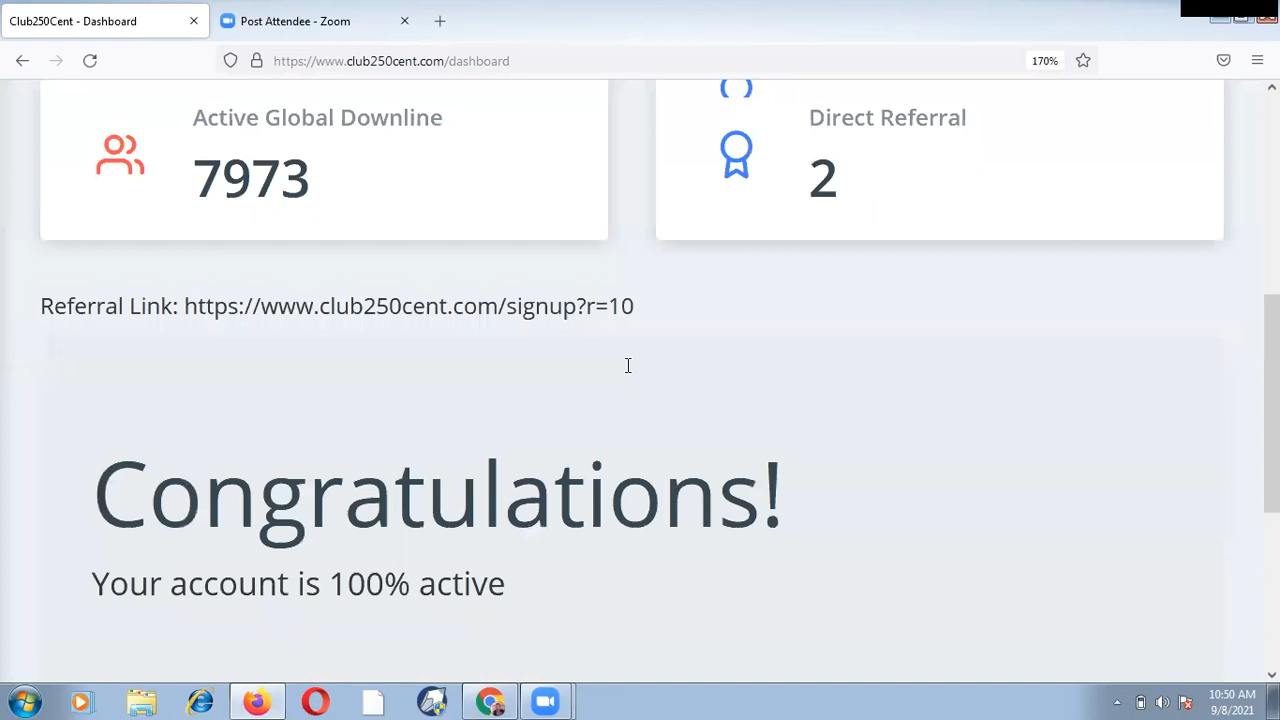 Club250Cent - Dashboard
Post Attendee - Zoom
https://www.club250cent.com/dashboard
170%
Active Global Downline
7973
Direct Referral
2
Referral Link: https://www.club250cent.com/signup?r=10
Congratulations!
Your account is 100% active
10:50 AM
9/8/2021